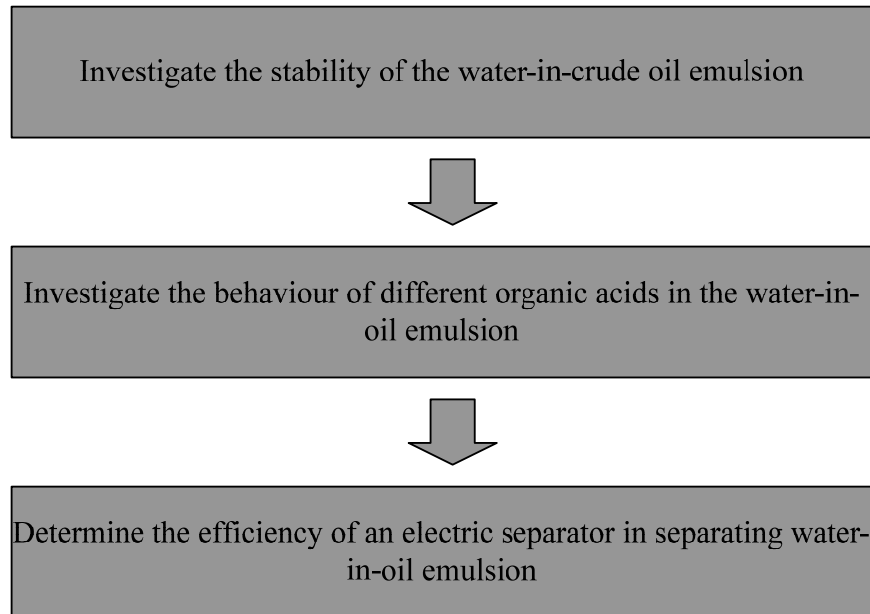 Investigate the stability of the water-in-crude oil emulsion
Investigate the behaviour of different organic acids in the water-in-
oil emulsion
Determine the efficiency of an electric separator in separating water-
in-oil emulsion